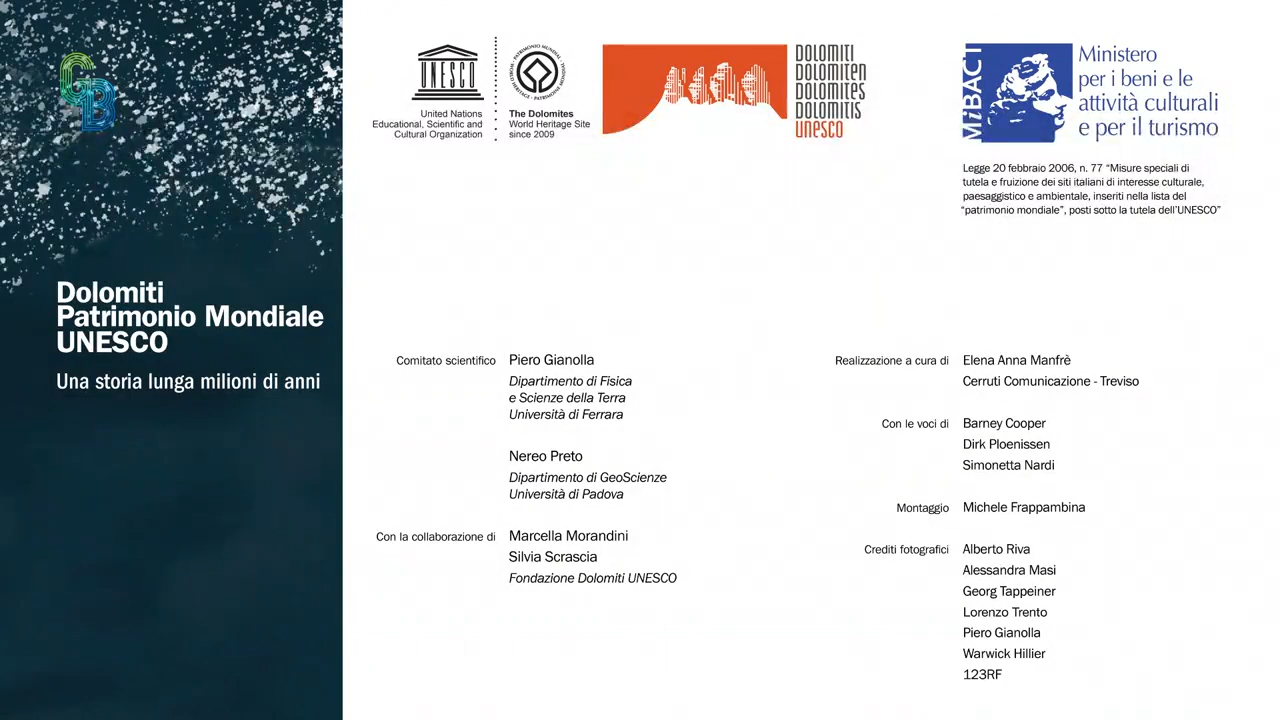 GB
Dolomiti
Patrimonio Mondiale
UNESCO
Una storia lunga milioni di anni
UNESCO
United Nations
Educational, Scientific and
Cultural Organization
WORLD HERITAGE · PATRIMOINE MONDIAL · PATRIMONIO MUNDIAL
The Dolomites
World Heritage Site
since 2009
DOLOMITI
DOLOMITEN
DOLOMITES
DOLOMITIS
UNESCO
MiBACT
Ministero
per i beni e le
attività culturali
e per il turismo
Legge 20 febbraio 2006, n. 77 “Misure speciali di
tutela e fruizione dei siti italiani di interesse culturale,
paesaggistico e ambientale, inseriti nella lista del
“patrimonio mondiale”, posti sotto la tutela dell’UNESCO”
Comitato scientifico Piero Gianolla
Dipartimento di Fisica
e Scienze della Terra
Università di Ferrara
Nereo Preto
Dipartimento di GeoScienze
Università di Padova
Con la collaborazione di Marcella Morandini
Silvia Scrascia
Fondazione Dolomiti UNESCO
Realizzazione a cura di Elena Anna Manfrè
Cerruti Comunicazione - Treviso
Con le voci di Barney Cooper
Dirk Ploenissen
Simonetta Nardi
Montaggio Michele Frappambina
Crediti fotografici Alberto Riva
Alessandra Masi
Georg Tappeiner
Lorenzo Trento
Piero Gianolla
Warwick Hillier
123RF